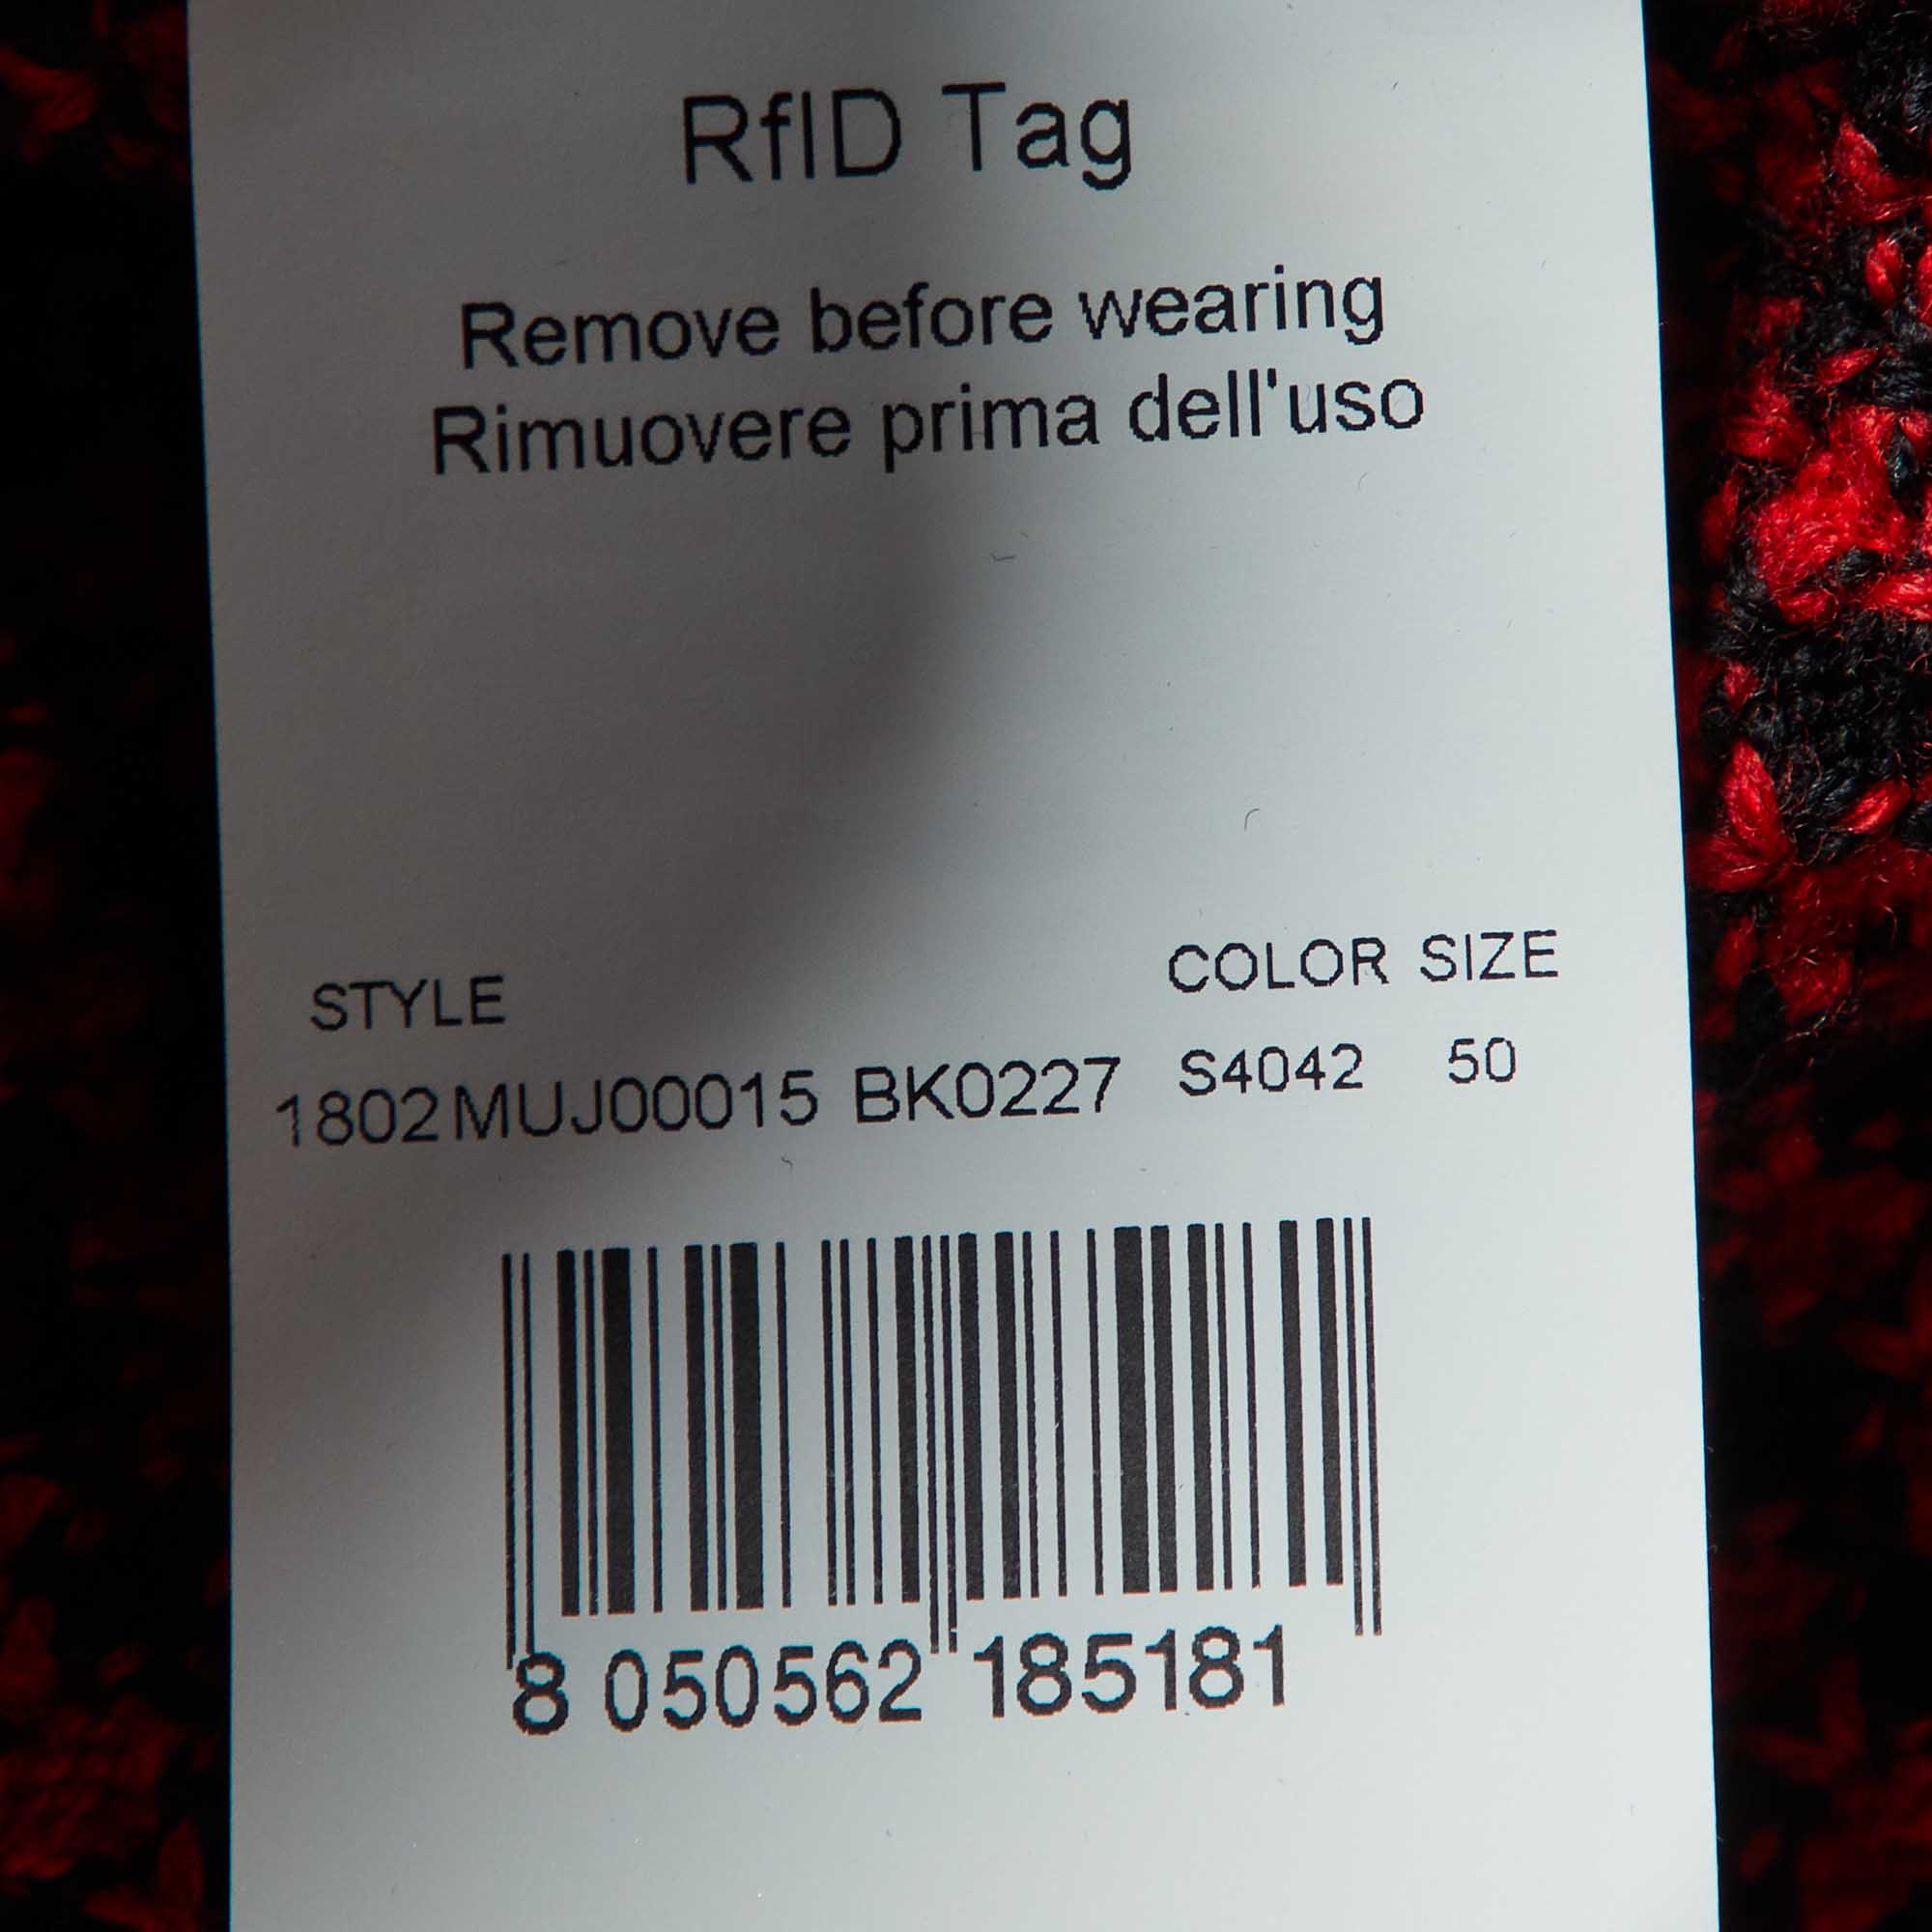 RfID Tag
Remove before wearing
Rimuovere prima dell'uso
STYLE COLOR SIZE
1802MUJ00015 BK0227 S4042 50
8 050562 185181